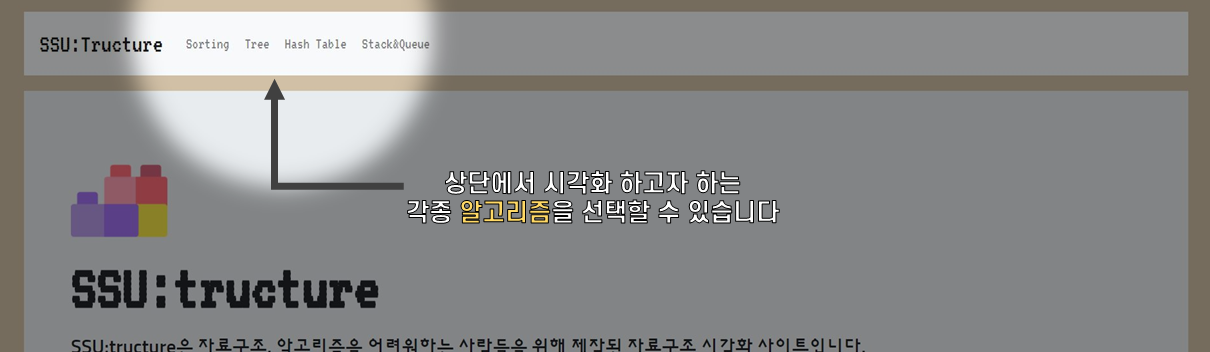 SSU:Tructure Sorting Tree Hash Table Stack&Queue
상단에서 시각화 하고자 하는
각종 알고리즘을 선택할 수 있습니다
SSU:tructure
SSU:tructure은 자료구조, 알고리즘을 어려워하는 사람들을 위해 제작된 자료구조 시각화 사이트입니다.